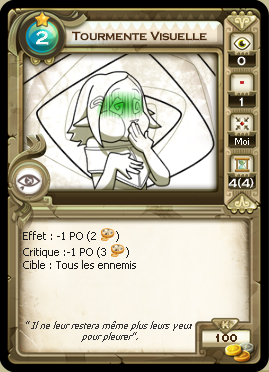 2
TOURMENTE VISUELLE
0
1
Moi
4(4)
Effet : -1 PO (2 )
Critique :-1 PO (3 )
Cible : Tous les ennemis
" Il ne leur restera même plus leurs yeux
pour pleurer",
K
100